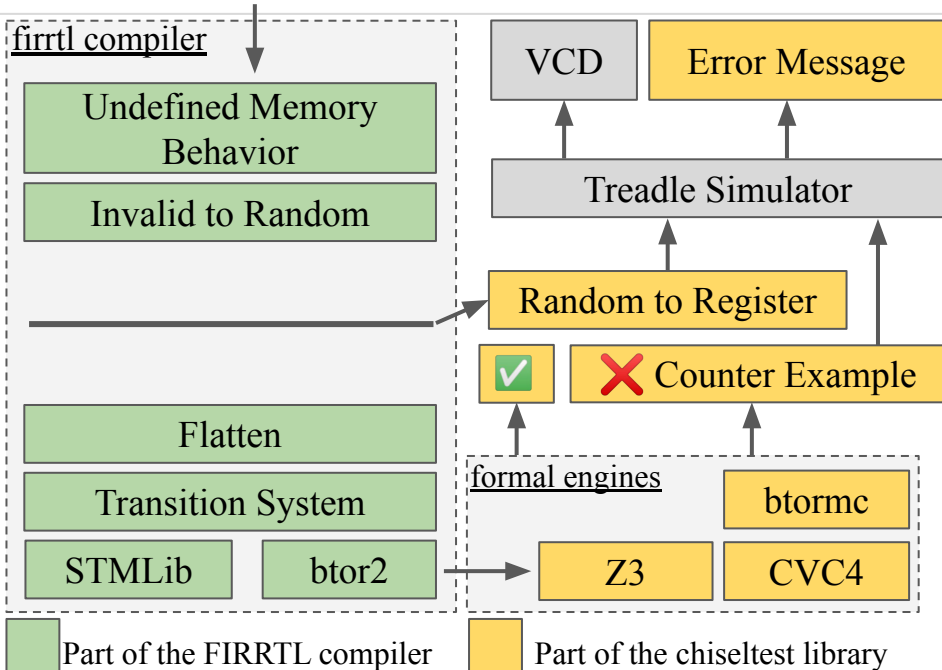 firrtl compiler
Undefined Memory
Behavior
Invalid to Random
Flatten
Transition System
STMLib
btor2
VCD
Error Message
Treadle Simulator
Random to Register
✅
❌ Counter Example
formal engines
btormc
Z3
CVC4
Part of the FIRRTL compiler
Part of the chiseltest library